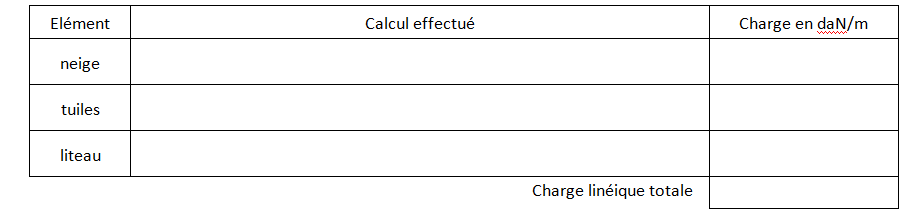 Elément Calcul effectué Charge en daN/m
neige
tuiles
liteau
Charge linéique totale